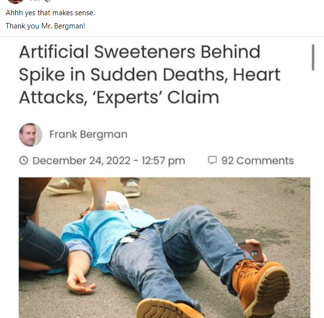 Ahhh yes that makes sense.
Thank you Mr. Bergman!
Artificial Sweeteners Behind
Spike in Sudden Deaths, Heart
Attacks, ‘Experts’ Claim
Frank Bergman
December 24, 2022 - 12:57 pm
92 Comments